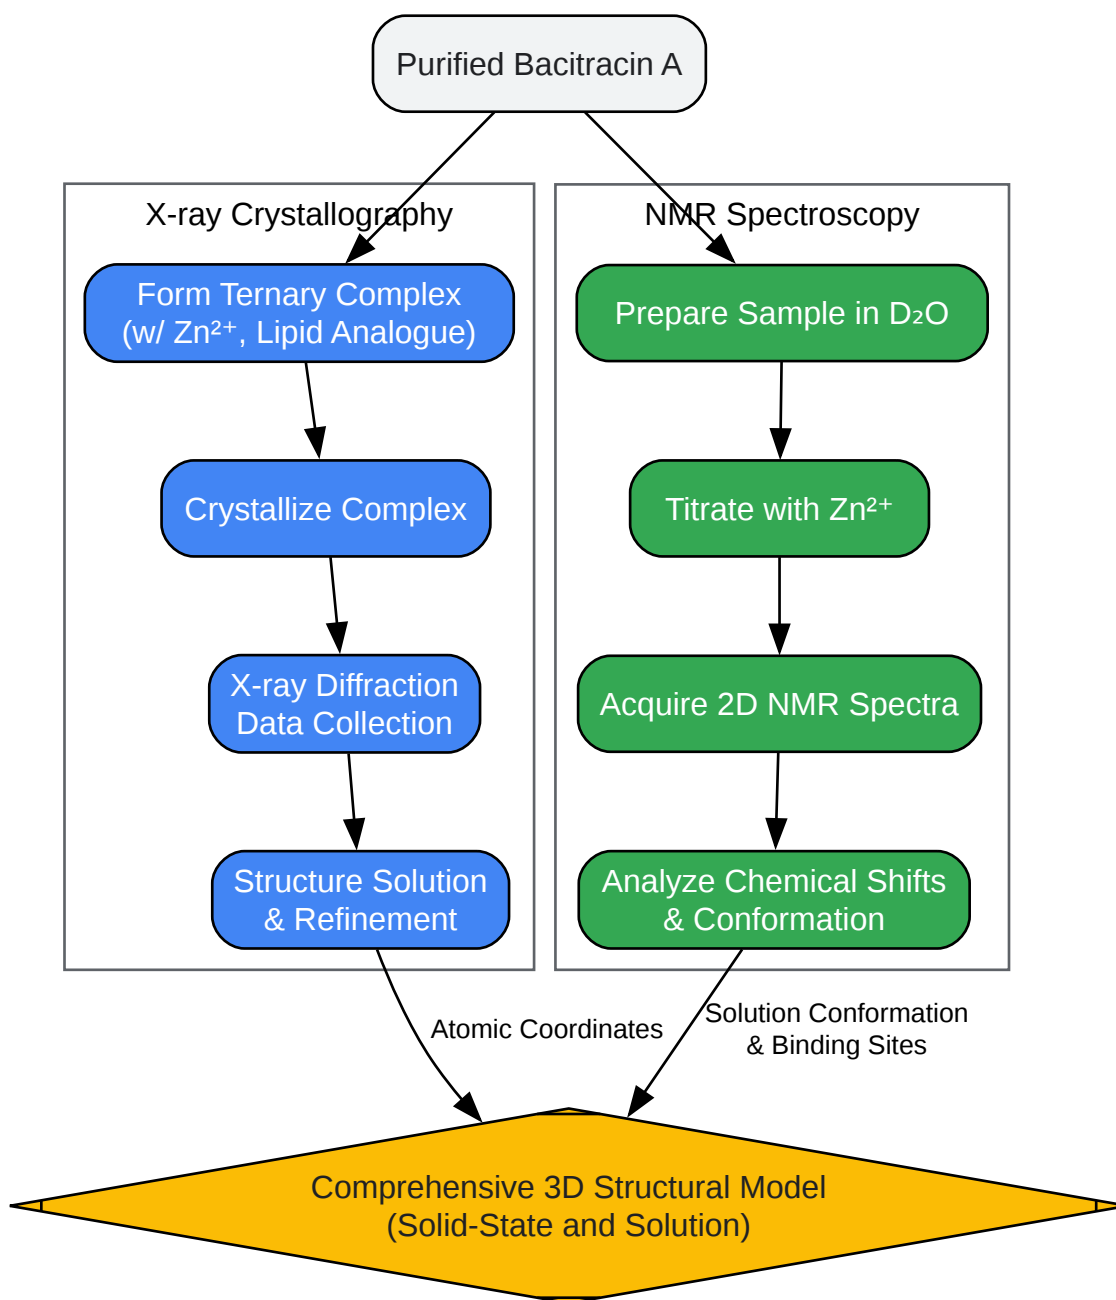 Purified Bacitracin A
X-ray Crystallography
Form Ternary Complex
(w/ Zn²⁺, Lipid Analogue)
Crystallize Complex
X-ray Diffraction
Data Collection
Structure Solution
& Refinement
NMR Spectroscopy
Prepare Sample in D₂O
Titrate with Zn²⁺
Acquire 2D NMR Spectra
Analyze Chemical Shifts
& Conformation
Atomic Coordinates
Solution Conformation
& Binding Sites
Comprehensive 3D Structural Model
(Solid-State and Solution)